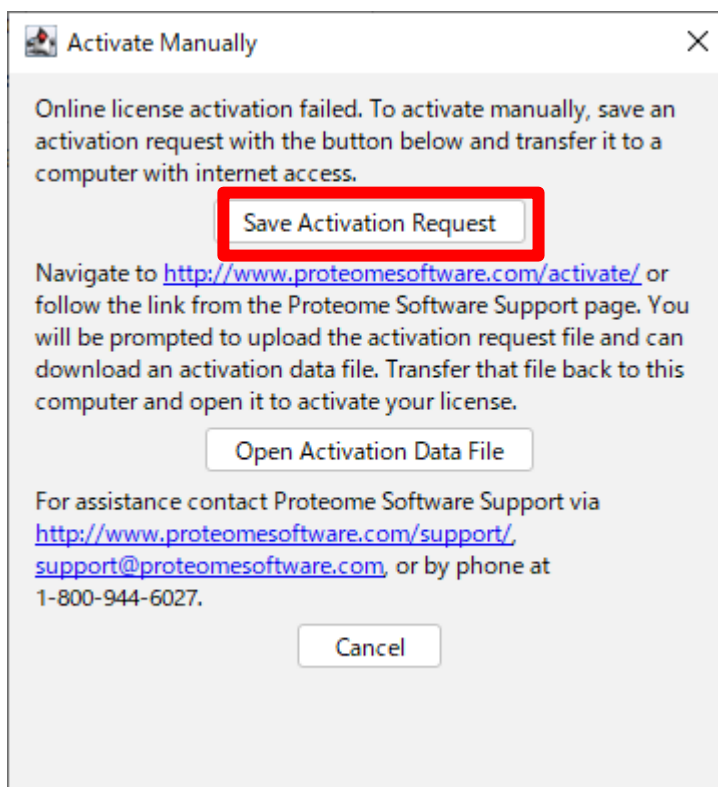 Activate Manually
Online license activation failed. To activate manually, save an
activation request with the button below and transfer it to a
computer with internet access.
Save Activation Request
Navigate to http://www.proteomesoftware.com/activate/ or
follow the link from the Proteome Software Support page. You
will be prompted to upload the activation request file and can
download an activation data file. Transfer that file back to this
computer and open it to activate your license.
Open Activation Data File
For assistance contact Proteome Software Support via
http://www.proteomesoftware.com/support/,
support@proteomesoftware.com, or by phone at
1-800-944-6027.
Cancel